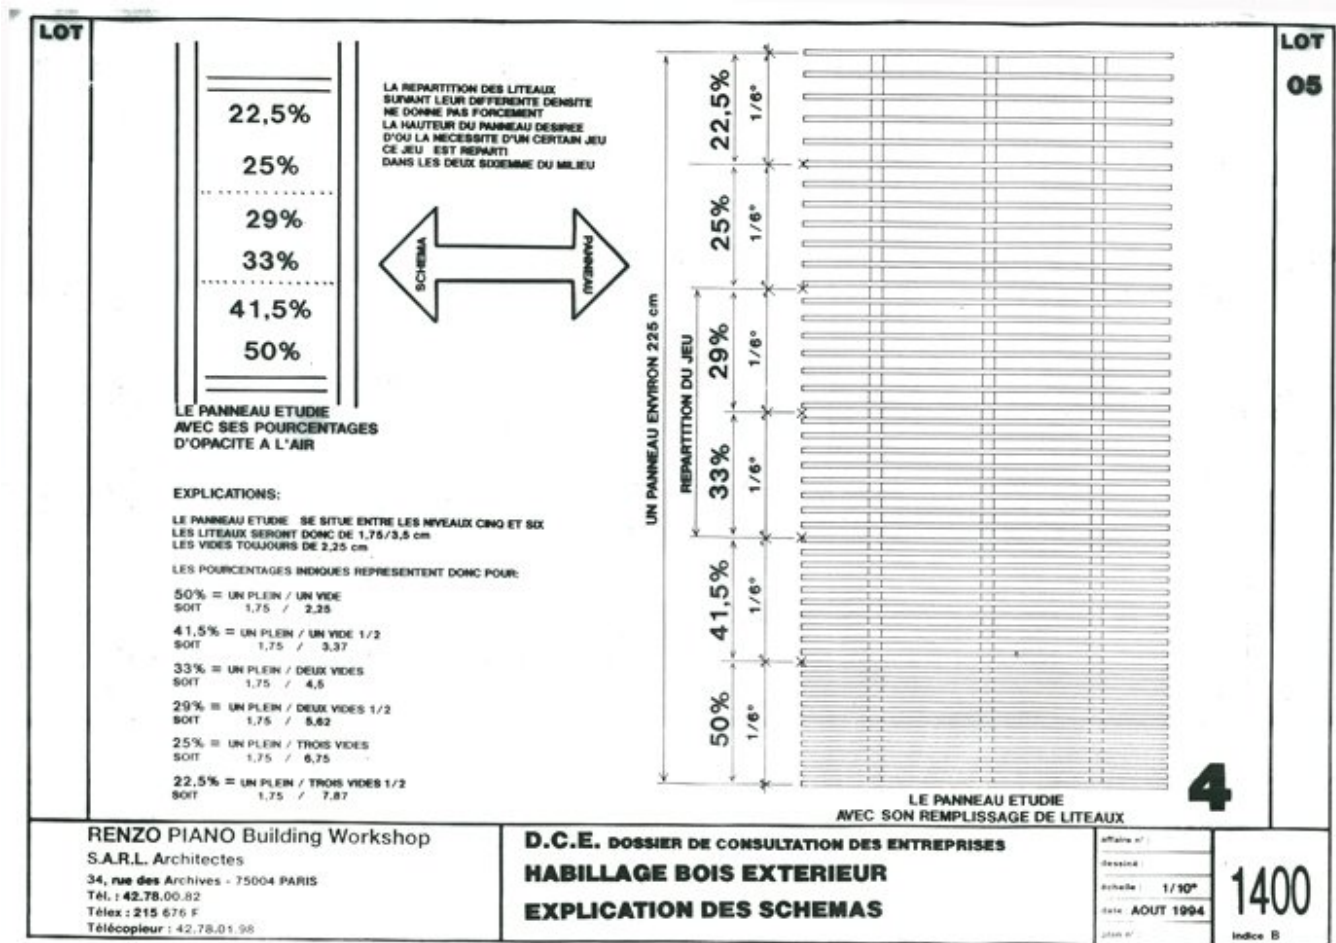 LOT
LOT
05
22,5%
25%
29%
33%
41,5%
50%
LE PANNEAU ETUDIE
AVEC SES POURCENTAGES
D'OPACITE A L'AIR
LA REPARTITION DES LITEAUX
SUIVANT LEUR DIFFERENTE DENSITE
NE DONNE PAS FORCEMENT
LA HAUTEUR DU PANNEAU DESIREE
D'OU LA NECESSITE D'UN CERTAIN JEU
CE JEU EST REPARTI
DANS LES DEUX SIXIEMME DU MILIEU
SCHEMA
PANNEAU
EXPLICATIONS:
LE PANNEAU ETUDIE SE SITUE ENTRE LES NIVEAUX CINQ ET SIX
LES LITEAUX SERONT DONC DE 1,75/3,5 cm
LES VIDES TOUJOURS DE 2,25 cm
LES POURCENTAGES INDIQUES REPRESENTENT DONC POUR:
50% = UN PLEIN / UN VIDE
SOIT 1,75 / 2,25
41,5% = UN PLEIN / UN VIDE 1/2
SOIT 1,75 / 3,37
33% = UN PLEIN / DEUX VIDES
SOIT 1,75 / 4,5
29% = UN PLEIN / DEUX VIDES 1/2
SOIT 1,75 / 5,62
25% = UN PLEIN / TROIS VIDES
SOIT 1,75 / 6,75
22,5% = UN PLEIN / TROIS VIDES 1/2
SOIT 1,75 / 7,87
UN PANNEAU ENVIRON 225 cm
REPARTITION DU JEU
22,5%
1/6°
25%
1/6°
29%
1/6°
33%
1/6°
41,5%
1/6°
50%
1/6°
LE PANNEAU ETUDIE
AVEC SON REMPLISSAGE DE LITEAUX
4
RENZO PIANO Building Workshop
S.A.R.L. Architectes
34, rue des Archives - 75004 PARIS
Tél. : 42.78.00.82
Télex : 215 676 F
Télécopieur : 42.78.01.98
D.C.E. DOSSIER DE CONSULTATION DES ENTREPRISES
HABILLAGE BOIS EXTERIEUR
EXPLICATION DES SCHEMAS
affaire n° :
dessiné :
échelle : 1/10°
date AOUT 1994
plan n° :
1400
indice B